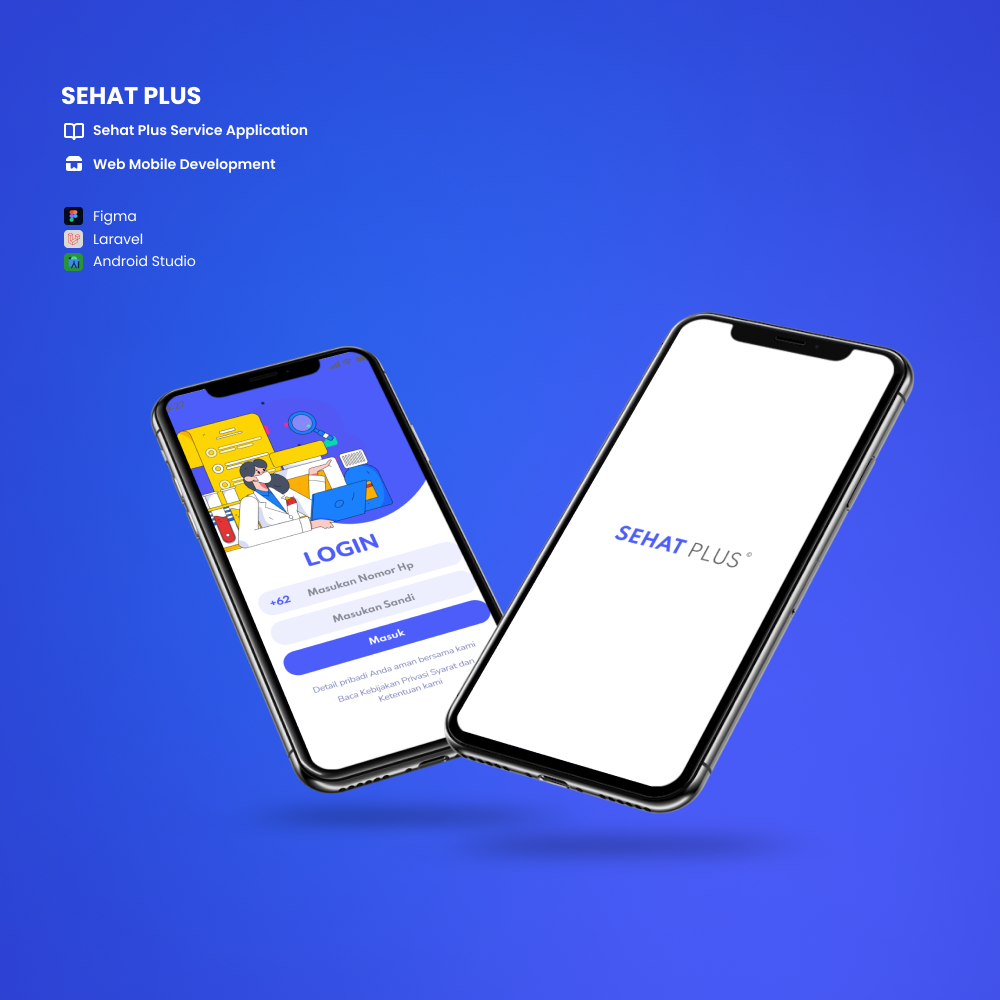 SEHAT PLUS
Sehat Plus Service Application
Web Mobile Development
Figma
Laravel
Android Studio
LOGIN
+62 Masukan Nomor Hp
Masukan Sandi
Masuk
Detail pribadi Anda aman bersama kami
Baca Kebijakan Privasi Syarat dan
Ketentuan kami
SEHAT PLUS ©